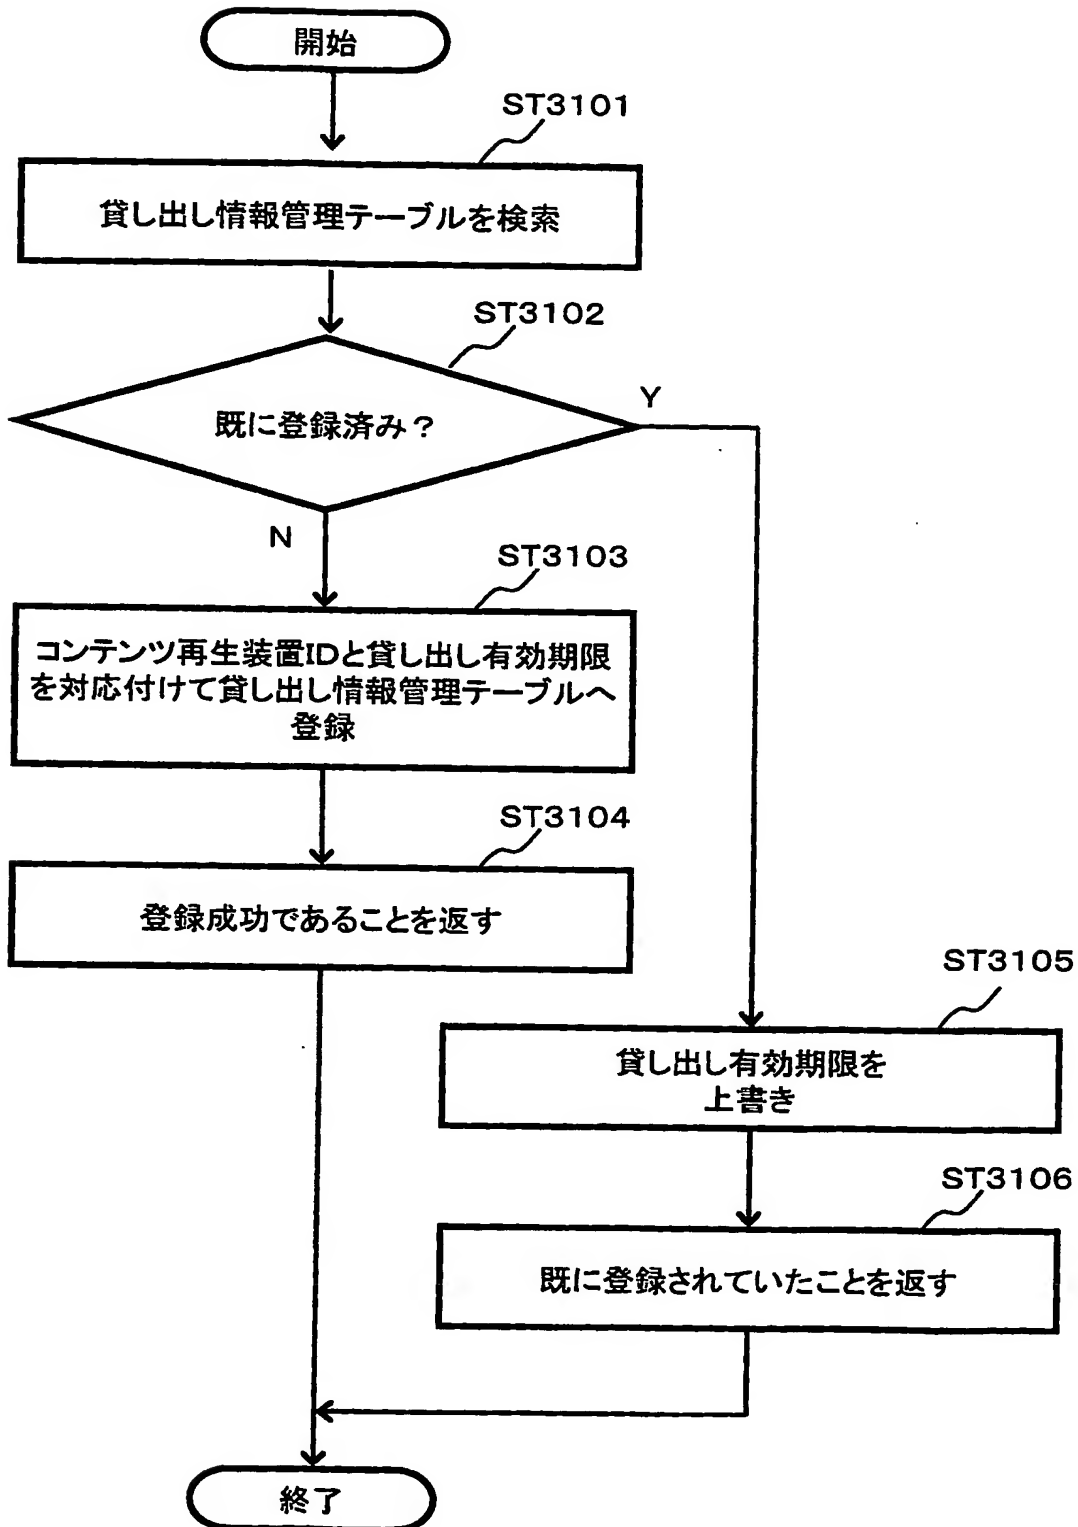 開始
ST3101
貸し出し情報管理テーブルを検索
ST3102
既に登録済み？
Y
N
ST3103
コンテンツ再生装置IDと貸し出し有効期限
を対応付けて貸し出し情報管理テーブルへ
登録
ST3104
登録成功であることを返す
ST3105
貸し出し有効期限を
上書き
ST3106
既に登録されていたことを返す
終了